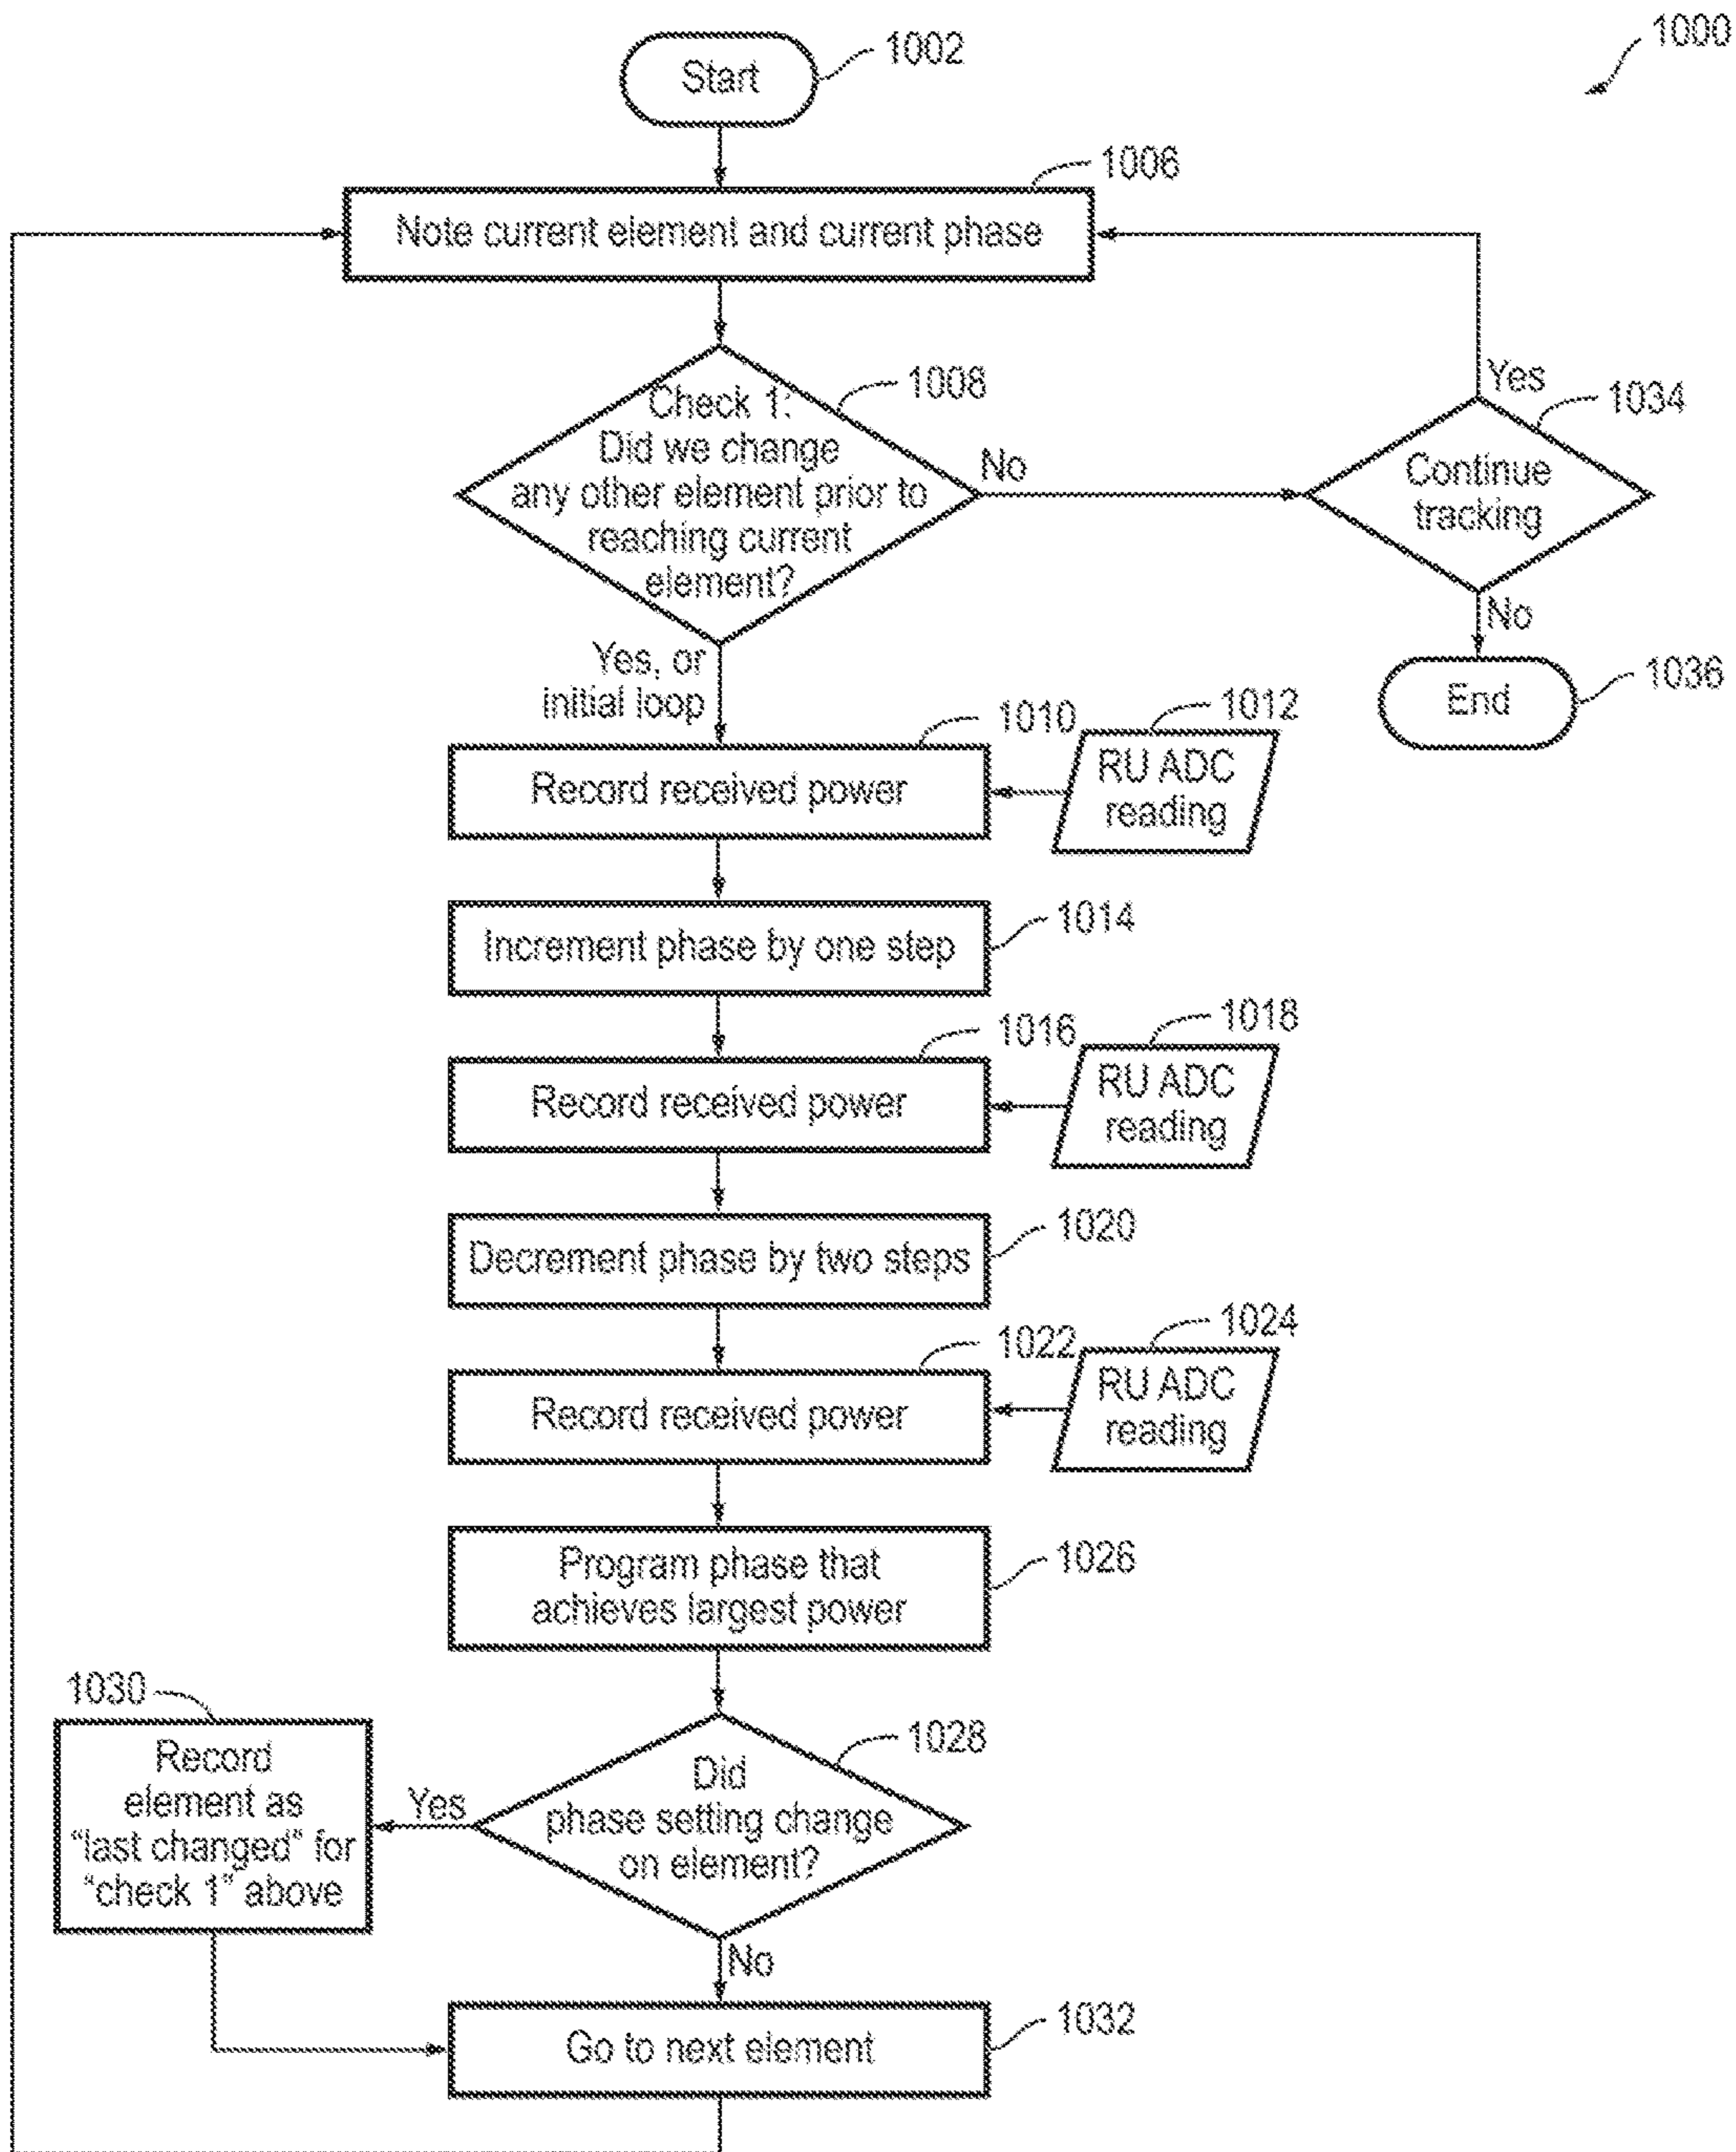 1000
Start
1002
1006
Note current element and current phase
1008
Check 1:
Did we change
any other element prior to
reaching current
element?
No
Yes
1034
Continue
tracking
No
End
1036
Yes, or
initial loop
1010
Record received power
1012
RU ADC
reading
Increment phase by one step
1014
1016
Record received power
1018
RU ADC
reading
Decrement phase by two steps
1020
1022
Record received power
1024
RU ADC
reading
Program phase that
achieves largest power
1026
1028
Did
phase setting change
on element?
Yes
1030
Record
element as
"last changed" for
"check 1" above
No
Go to next element
1032